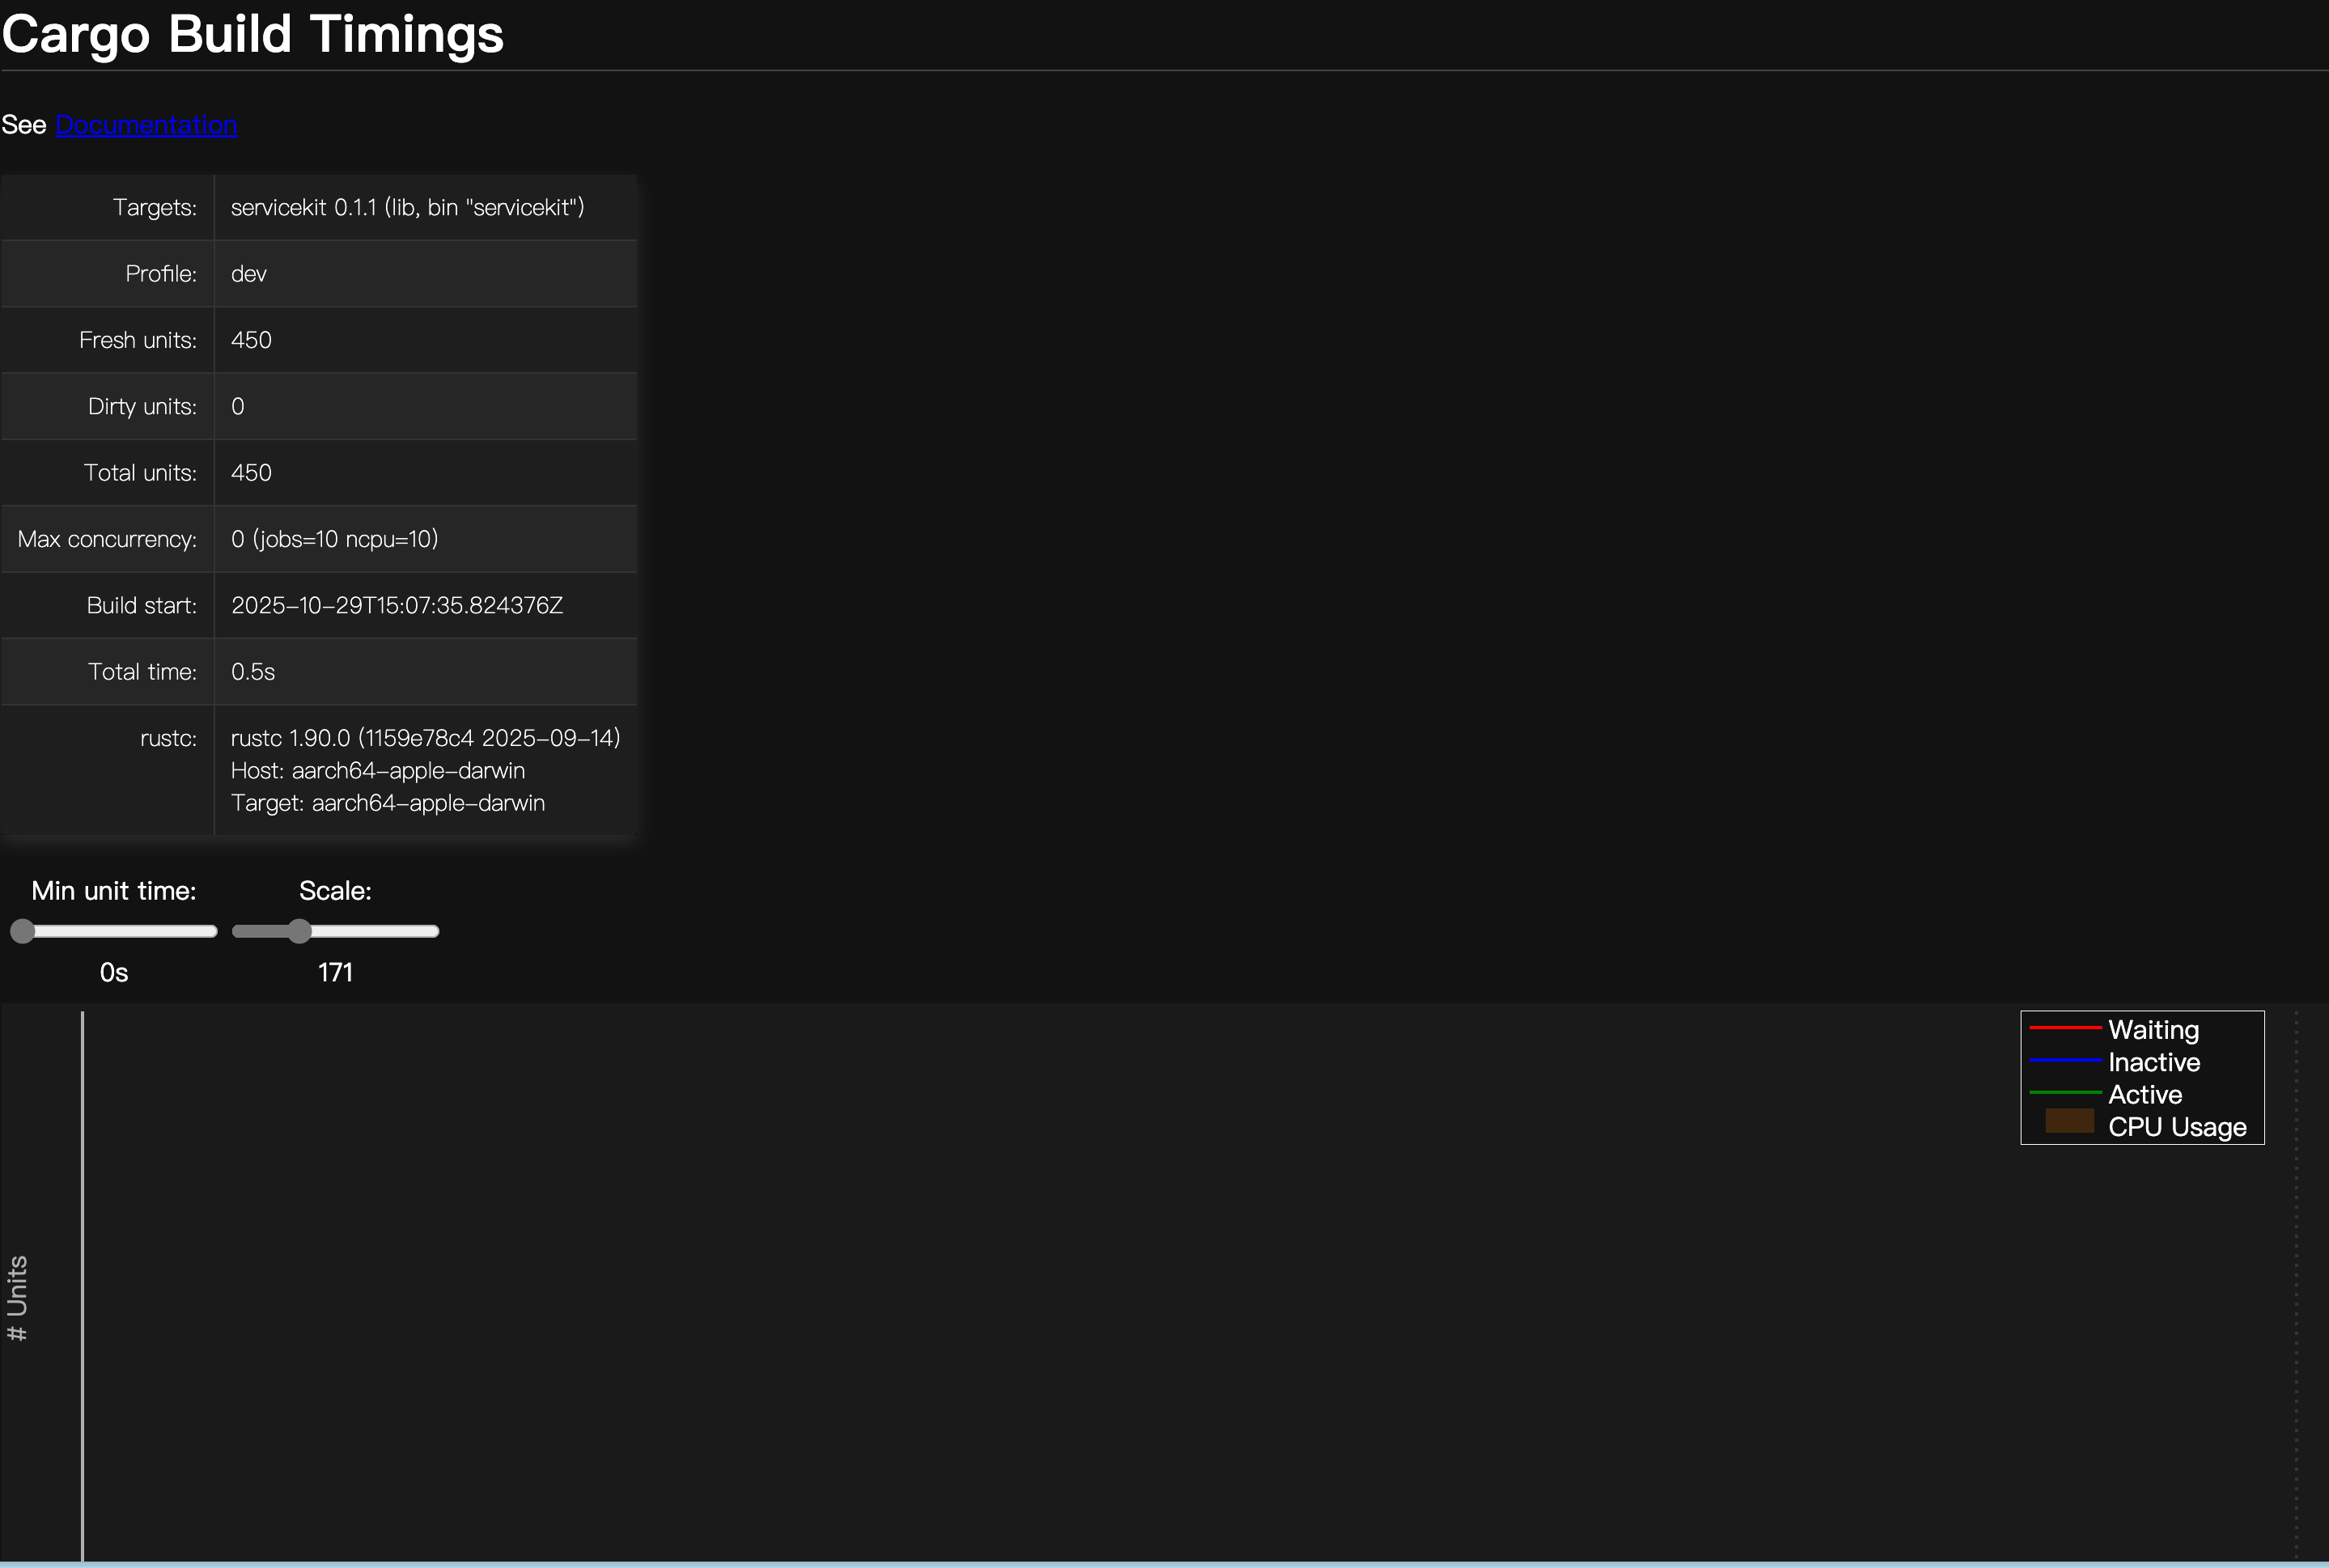 Cargo Build Timings
See Documentation
Targets: servicekit 0.1.1 (lib, bin "servicekit")
Profile: dev
Fresh units: 450
Dirty units: 0
Total units: 450
Max concurrency: 0 (jobs=10 ncpu=10)
Build start: 2025-10-29T15:07:35.824376Z
Total time: 0.5s
rustc: rustc 1.90.0 (1159e78c4 2025-09-14)
Host: aarch64-apple-darwin
Target: aarch64-apple-darwin
Min unit time: Scale:
0s 171
Waiting
Inactive
Active
CPU Usage
# Units